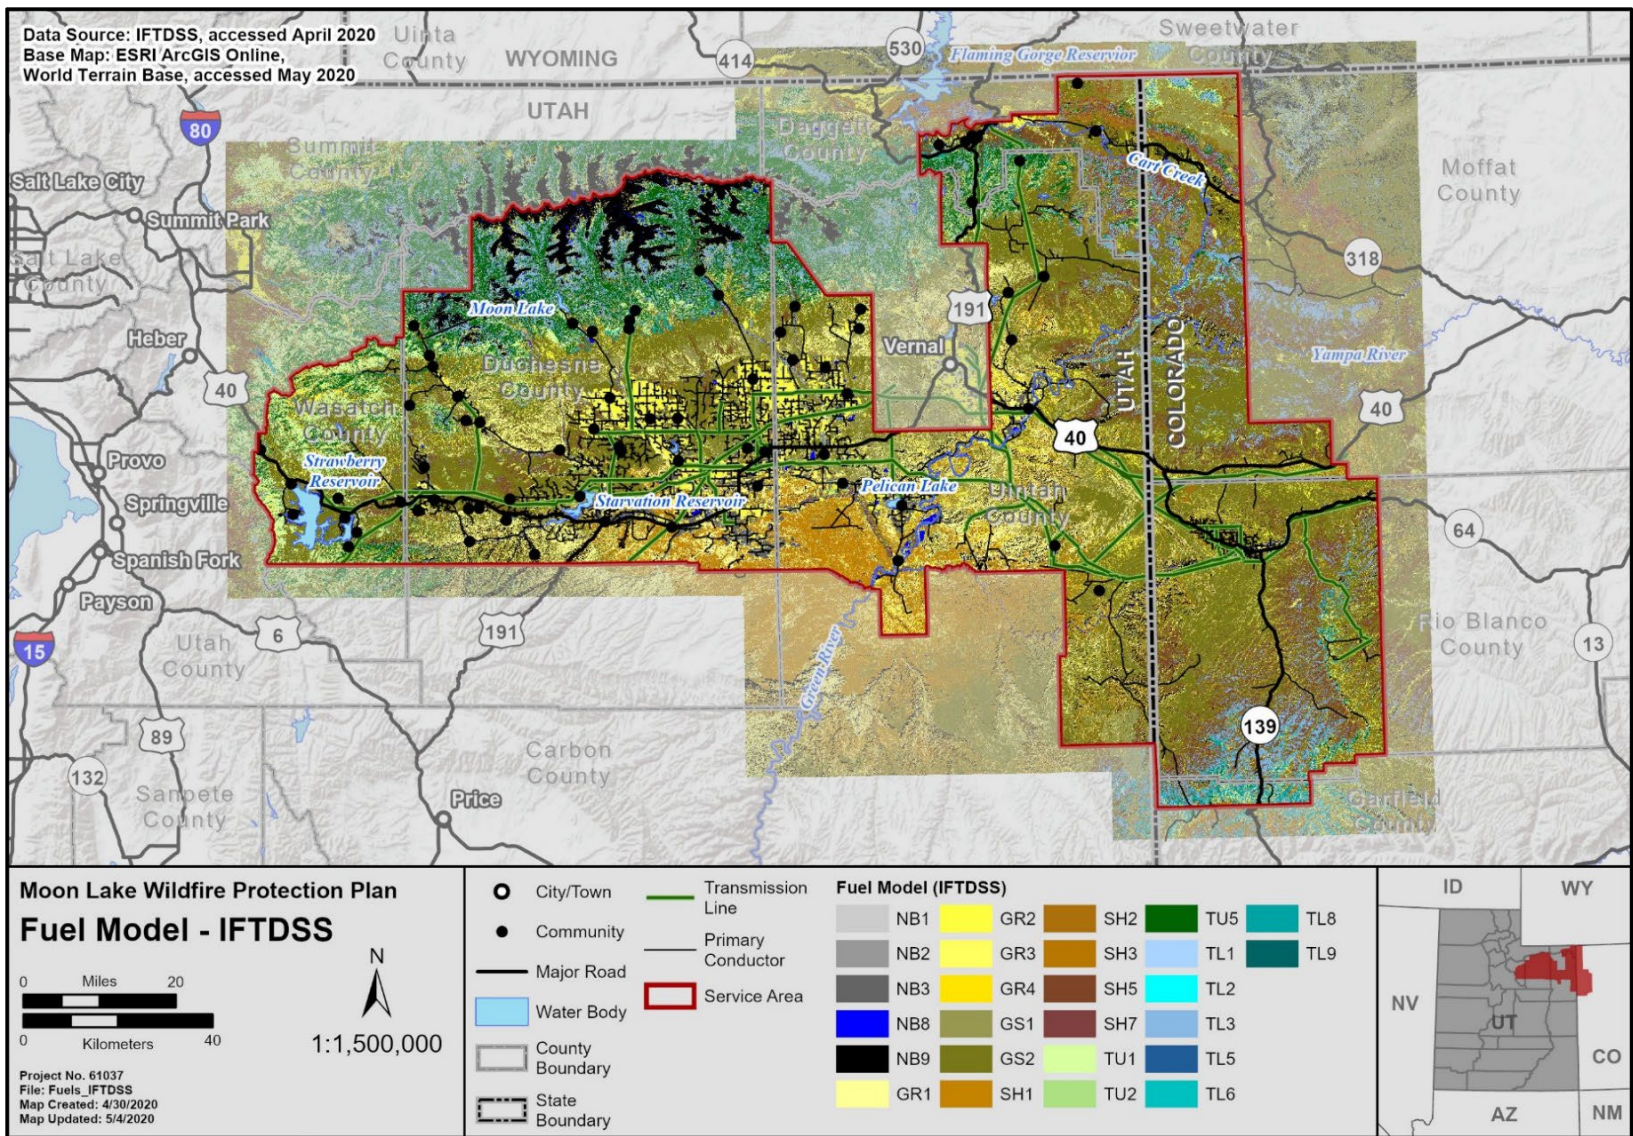 Data Source: IFTDSS, accessed April 2020
Base Map: ESRI ArcGIS Online,
World Terrain Base, accessed May 2020
Uinta
County
WYOMING
414
530
Sweetwater
County
Flaming Gorge Reservior
UTAH
80
Summit
County
Daggett
County
Cart Creek
Moffat
County
Salt Lake City
Summit Park
Salt Lake
County
318
Moon Lake
191
Heber
Vernal
UTAH
COLORADO
Yampa River
40
Duchesne
County
40
Wasatch
County
40
Provo
Strawberry
Reservoir
Springville
Starvation Reservoir
Pelican Lake
Uintah
County
64
Spanish Fork
Payson
6
191
Utah
County
15
Green River
Rio Blanco
County
13
89
139
Carbon
County
132
Sanpete
County
Price
Garfield
County
Moon Lake Wildfire Protection Plan
Fuel Model - IFTDSS
0 Miles 20
0 Kilometers 40
N
1:1,500,000
Project No. 61037
File: Fuels_IFTDSS
Map Created: 4/30/2020
Map Updated: 5/4/2020
City/Town
Community
Major Road
Water Body
County
Boundary
State
Boundary
Transmission
Line
Primary
Conductor
Service Area
Fuel Model (IFTDSS)
NB1
NB2
NB3
NB8
NB9
GR1
GR2
GR3
GR4
GS1
GS2
SH1
SH2
SH3
SH5
SH7
TU1
TU2
TU5
TL1
TL2
TL3
TL5
TL6
TL8
TL9
ID
WY
NV
UT
CO
AZ
NM